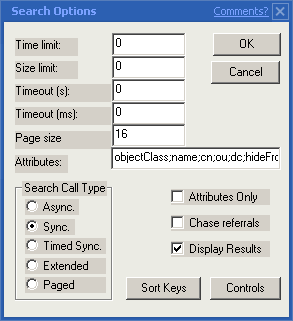 Search Options Comments?
Time limit: 0 OK
Size limit: 0
Cancel
Timeout (s): 0
Timeout (ms): 0
Page size 16
Attributes: objectClass;name;cn;ou;dc;hideFro
Search Call Type
Async.
Attributes Only
Sync.
Chase referrals
Timed Sync.
Display Results
Extended
Paged
Sort Keys Controls